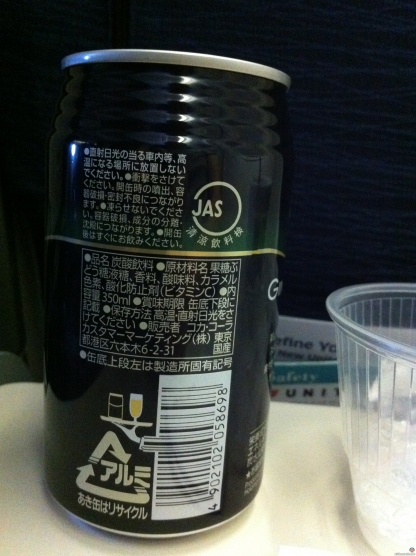 ●直射日光の当る車内等、高
温になる場所に放置しない
でください。●衝撃をさけて
ください。開缶時の噴出、容
器破損・密封不良につながり
ます。●凍らせないでくださ
い、容器破損、成分の分離・
沈殿につながります。●開缶
後はすぐにお飲みください。
JAS
清涼飲料検
●品名 炭酸飲料 ●原材料名 果糖ぶ
どう糖液糖、香料、酸味料、カラメル
色素、酸化防止剤(ビタミンC) ●内
容量 350ml ●賞味期限 缶底下段に
記載 ●保存方法 高温・直射日光をさ
けてください ●販売者 コカ・コーラ
カスタマーマーケティング(株) 東京
都港区六本木6-2-31 国産
●缶底上段左は製造所固有記号
アルミ
あき缶はリサイクル
4 902102 058698
G
efine Yo
Safety
UNIT